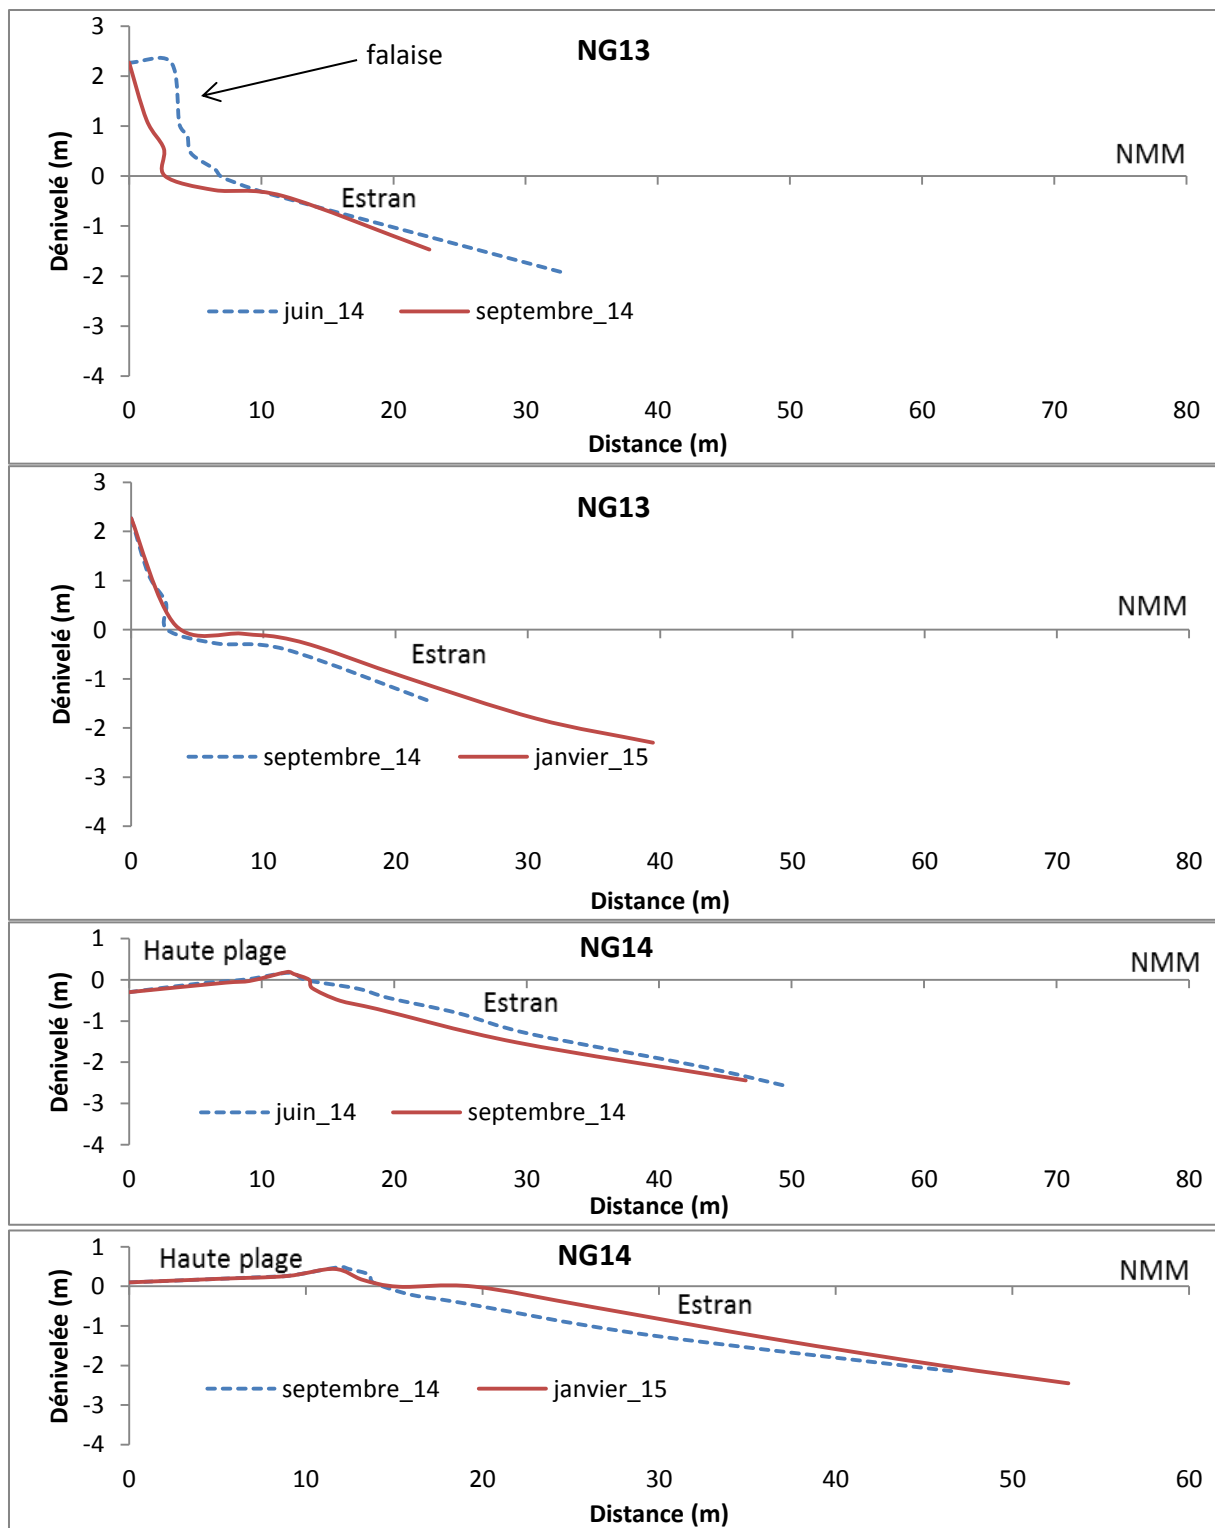 NG13
falaise
3
2
1
0
-1
-2
-3
-4
Dénivelé (m)
NMM
Estran
juin_14 septembre_14
0 10 20 30 40 50 60 70 80
Distance (m)
NG13
3
2
1
0
-1
-2
-3
-4
Dénivelé (m)
NMM
Estran
septembre_14 janvier_15
0 10 20 30 40 50 60 70 80
Distance (m)
NG14
Haute plage
1
0
-1
-2
-3
-4
Dénivelé (m)
NMM
Estran
juin_14 septembre_14
0 10 20 30 40 50 60 70 80
Distance (m)
NG14
Haute plage
1
0
-1
-2
-3
-4
Dénivelée (m)
NMM
Estran
septembre_14 janvier_15
0 10 20 30 40 50 60
Distance (m)